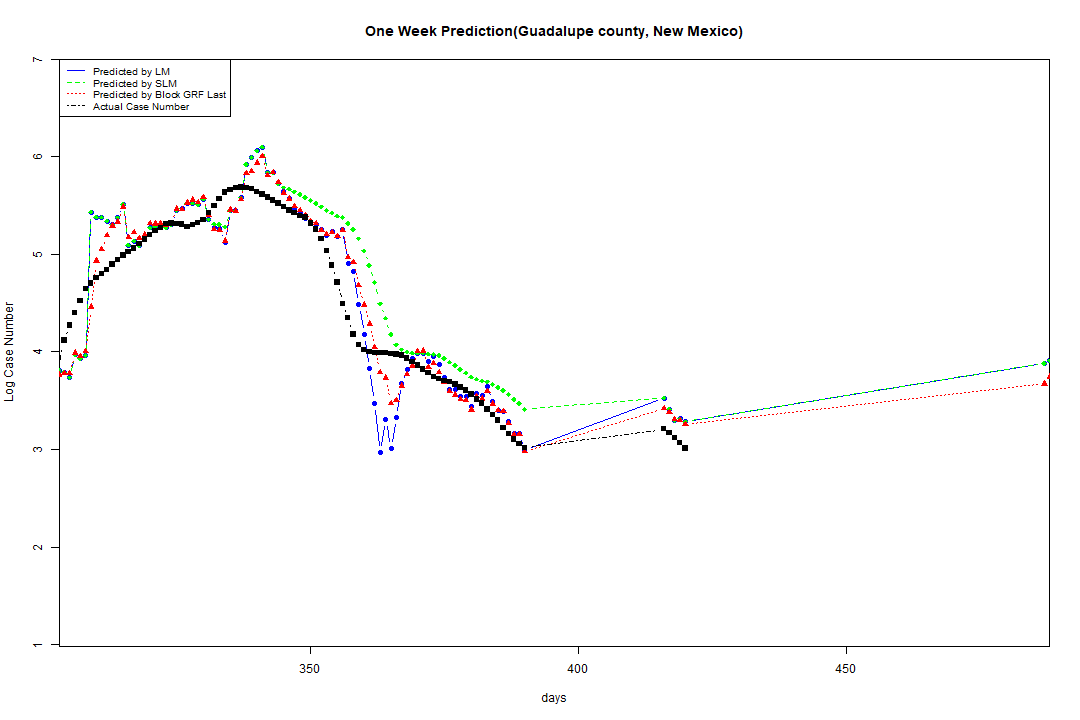 One Week Prediction(Guadalupe county, New Mexico)
Predicted by LM
Predicted by SLM
Predicted by Block GRF Last
Actual Case Number
7
6
5
4
3
2
1
Log Case Number
350
400
450
days